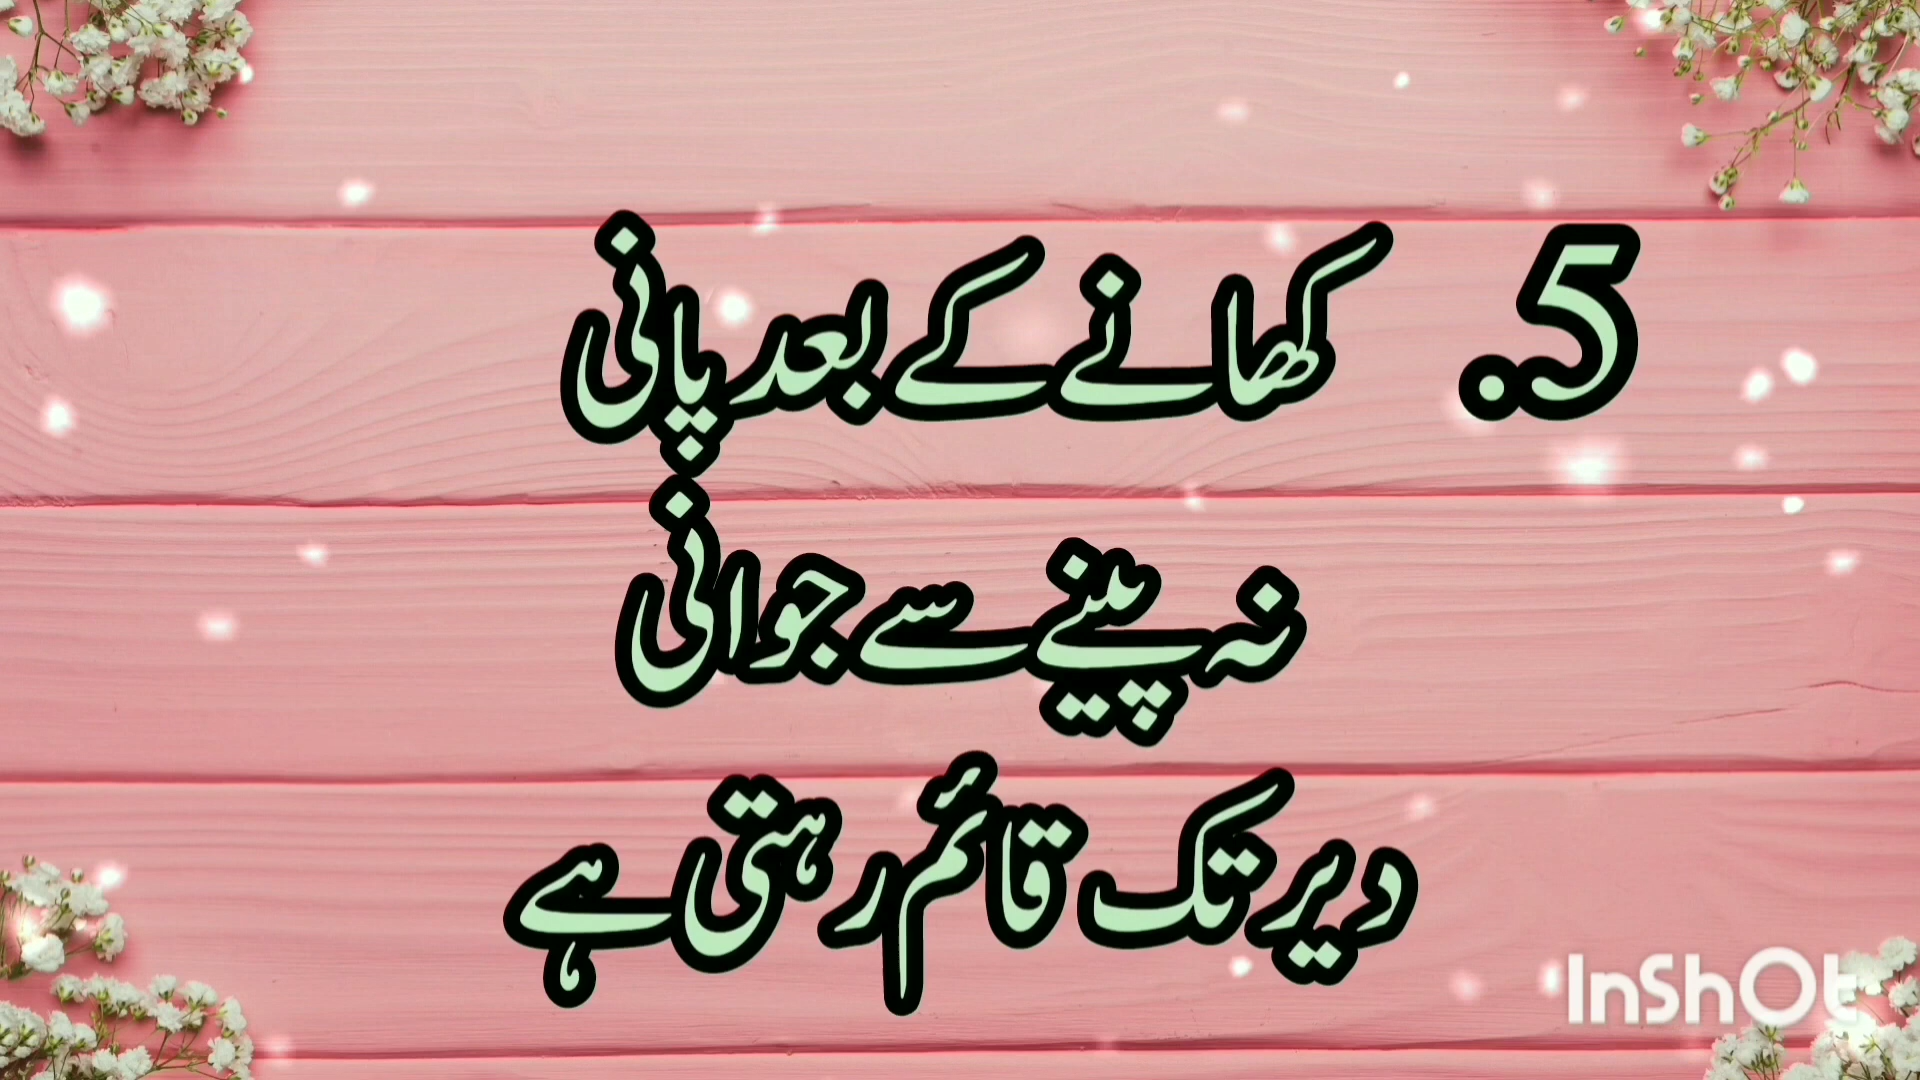 5. کھانے کے بعد پانی
نہ پینے سے جوانی
دیر تک قائم رہتی ہے
InShOt